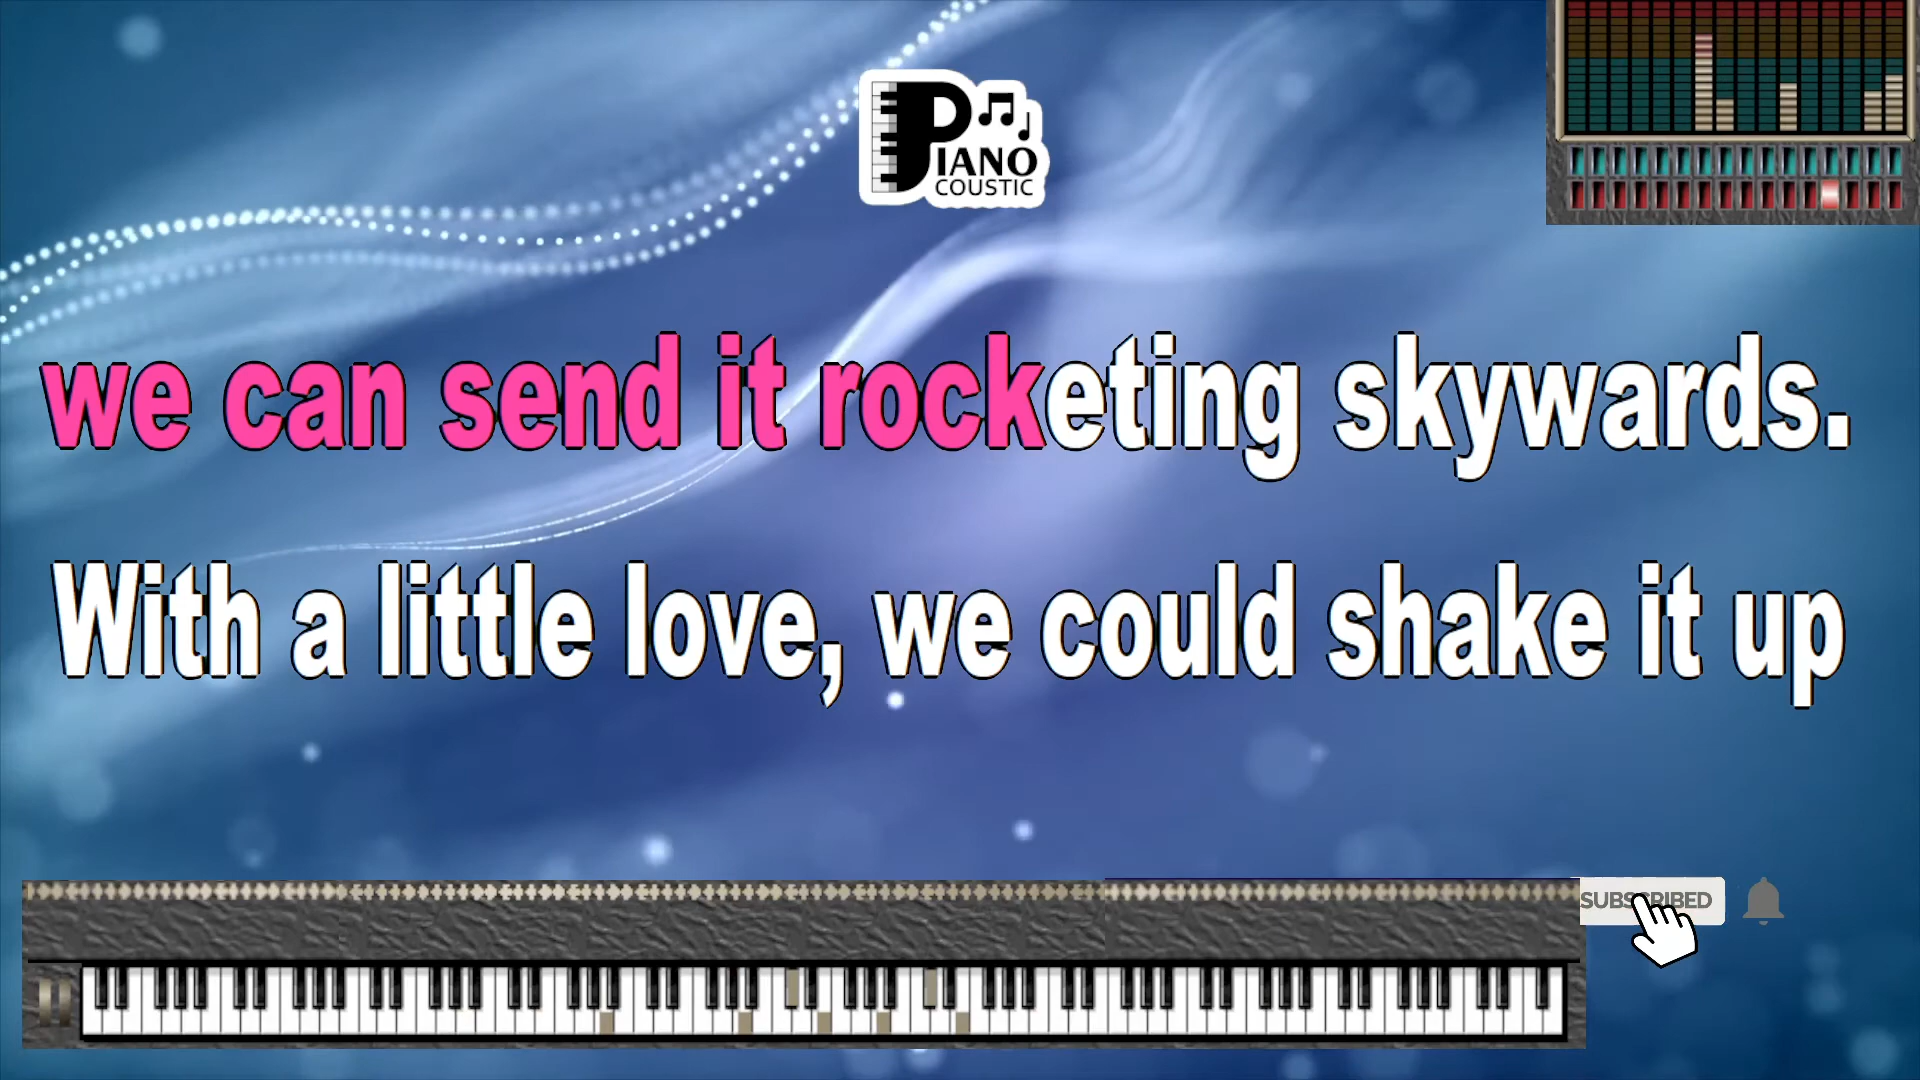 PIANO
COUSTIC
we can send it rocketing skywards.
With a little love, we could shake it up
SUBSCRIBED